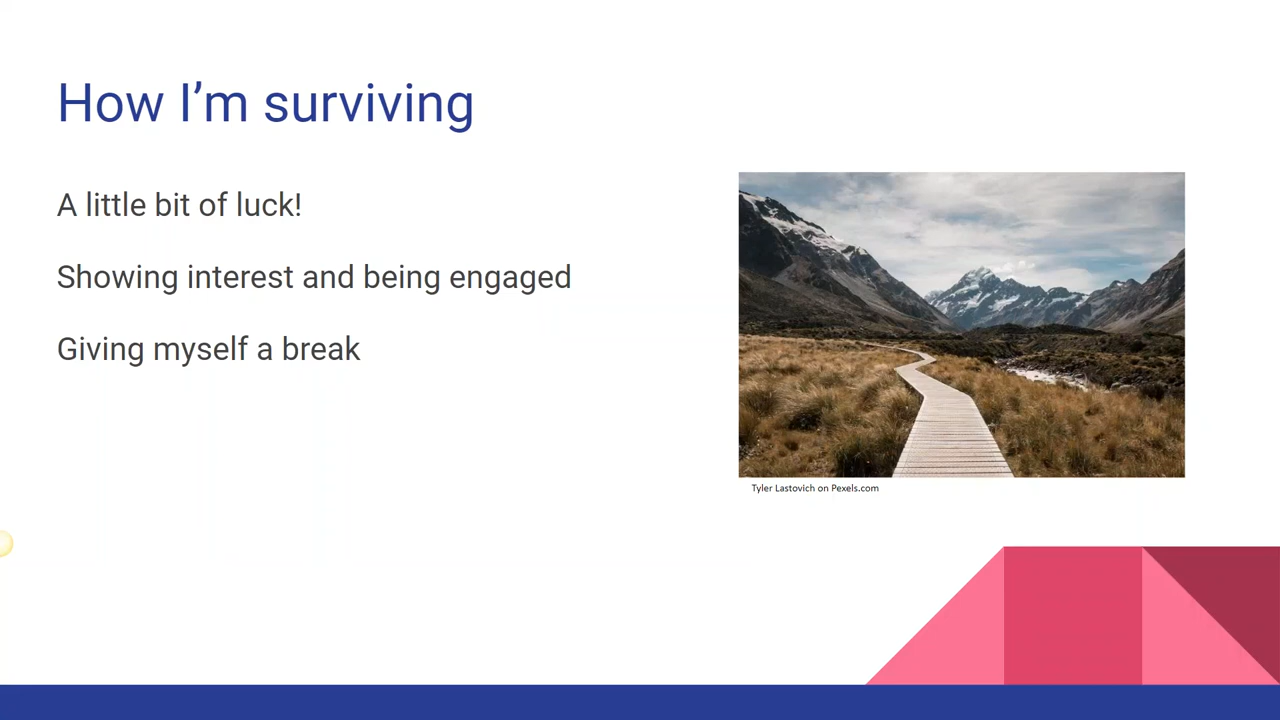 How I’m surviving
A little bit of luck!
Showing interest and being engaged
Giving myself a break
Tyler Lastovich on Pexels.com